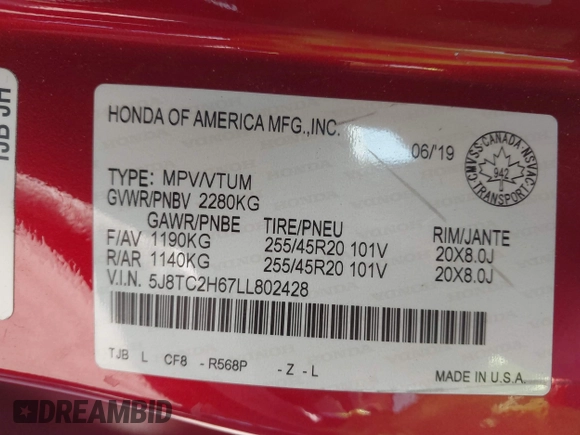 TJB JH
HONDA OF AMERICA MFG.,INC.
06/'19
CMVSS-CANADA-NSVAC
942
TRANSPORT
TYPE: MPV/VTUM
GVWR/PNBV 2280KG
GAWR/PNBE TIRE/PNEU RIM/JANTE
F/AV 1190KG 255/45R20 101V 20X8.0J
R/AR 1140KG 255/45R20 101V 20X8.0J
V.I.N. 5J8TC2H67LL802428
TJB L CF8 - R568P - Z - L
MADE IN U.S.A.
DREAMBID